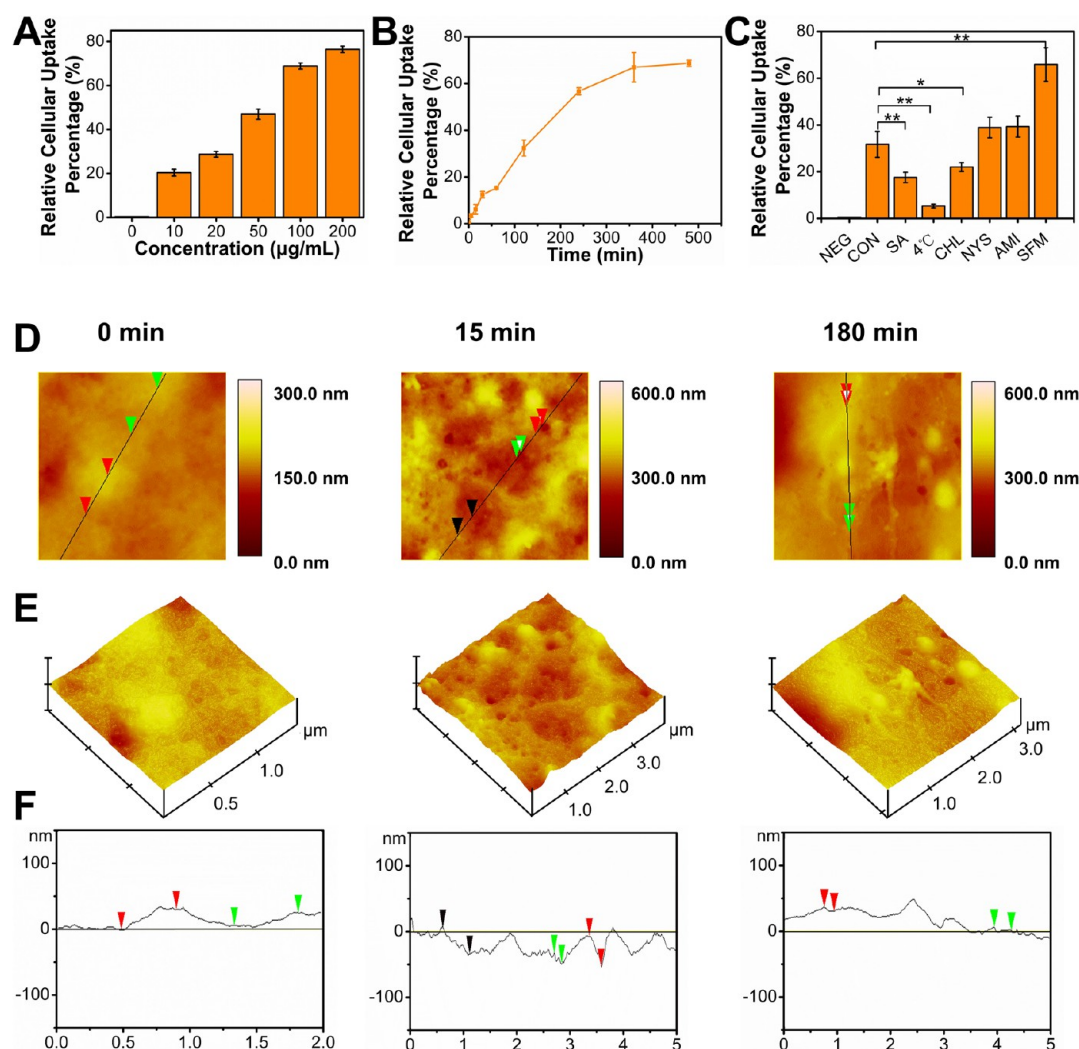 A
Relative Cellular Uptake
Percentage (%)
80
60
40
20
0
0 10 20 50 100 200
Concentration (µg/mL)
B
Relative Cellular Uptake
Percentage (%)
80
60
40
20
0
0 100 200 300 400 500
Time (min)
C
Relative Cellular Uptake
Percentage (%)
80
60
40
20
0
**
*
**
**
NEG CON SA 4℃ CHL NYS AMI SFM
D
0 min 15 min 180 min
300.0 nm
150.0 nm
0.0 nm
600.0 nm
300.0 nm
0.0 nm
600.0 nm
300.0 nm
0.0 nm
E
µm
1.0
0.5
µm
3.0
2.0
1.0
µm
3.0
2.0
1.0
F
nm
100
0
-100
0.0 0.5 1.0 1.5 2.0
nm
100
0
-100
0 1 2 3 4 5
nm
100
0
-100
0 1 2 3 4 5